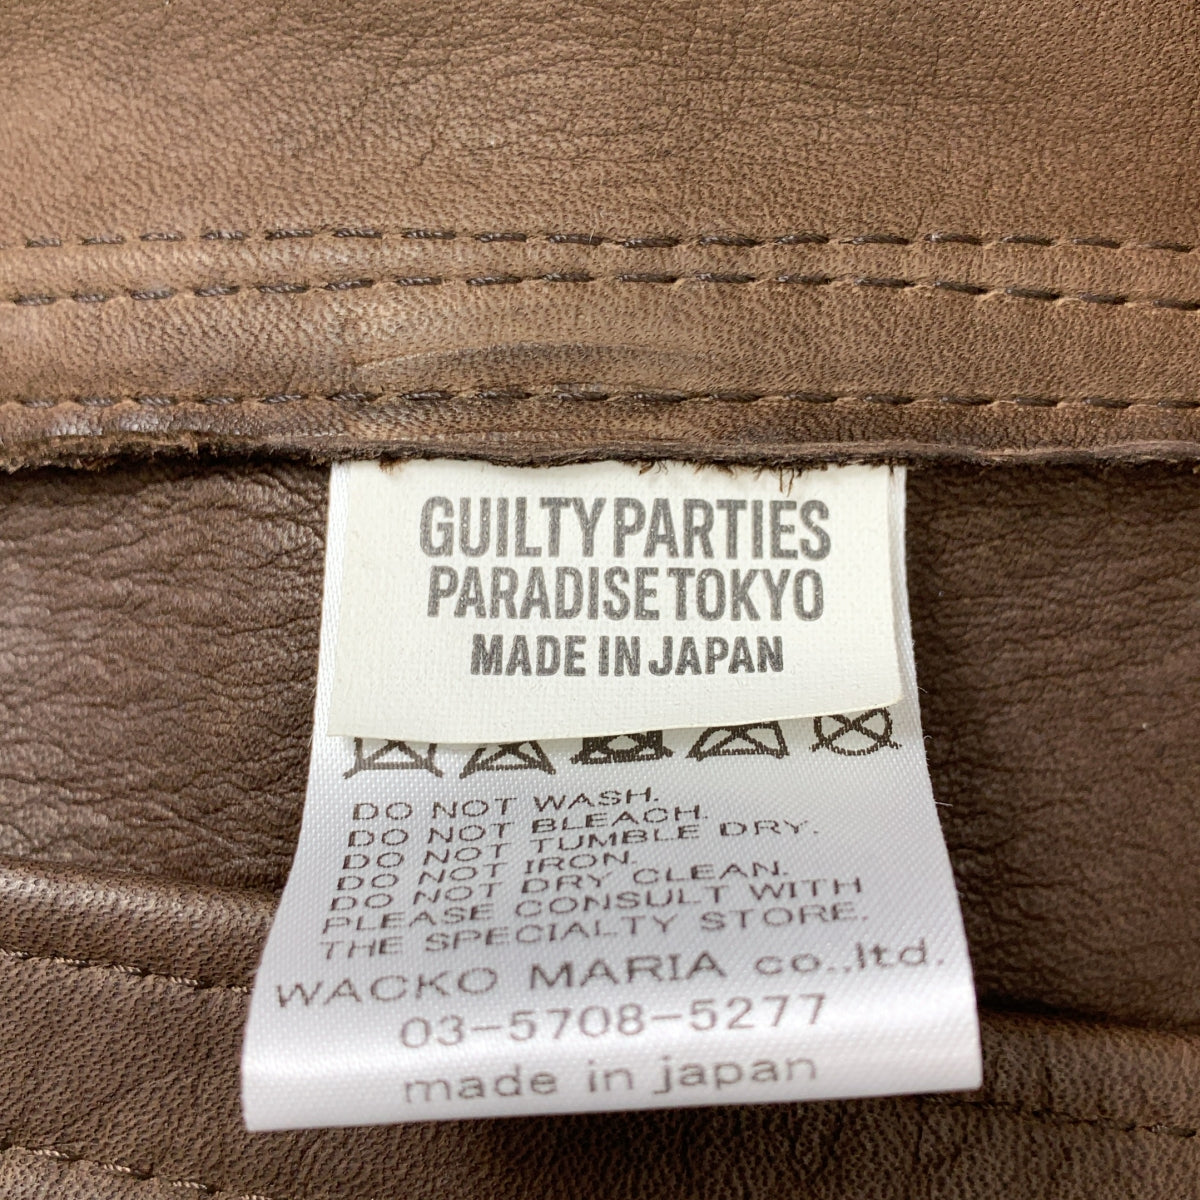 GUILTY PARTIES
PARADISE TOKYO
MADE IN JAPAN
DO NOT WASH.
DO NOT BLEACH.
DO NOT TUMBLE DRY.
DO NOT IRON.
DO NOT DRY CLEAN.
PLEASE CONSULT WITH
THE SPECIALTY STORE.
WACKO MARIA co.,ltd.
03-5708-5277
made in japan